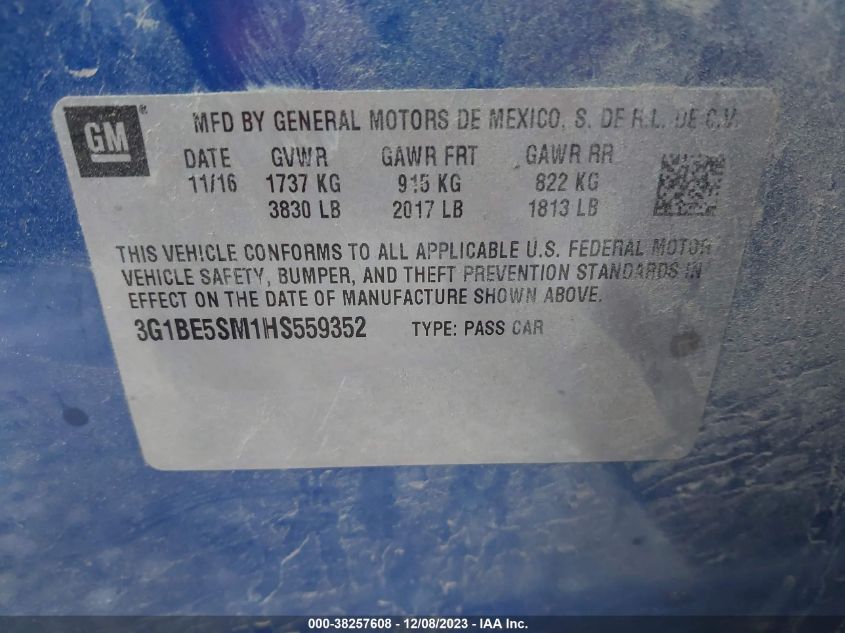 GM ®
MFD BY GENERAL MOTORS DE MEXICO, S. DE R.L. DE C.V.
DATE GVWR GAWR FRT GAWR RR
11/16 1737 KG 915 KG 822 KG
3830 LB 2017 LB 1813 LB
THIS VEHICLE CONFORMS TO ALL APPLICABLE U.S. FEDERAL MOTOR
VEHICLE SAFETY, BUMPER, AND THEFT PREVENTION STANDARDS IN
EFFECT ON THE DATE OF MANUFACTURE SHOWN ABOVE.
3G1BE5SM1HS559352 TYPE: PASS CAR
000-38257608 - 12/08/2023 - IAA Inc.